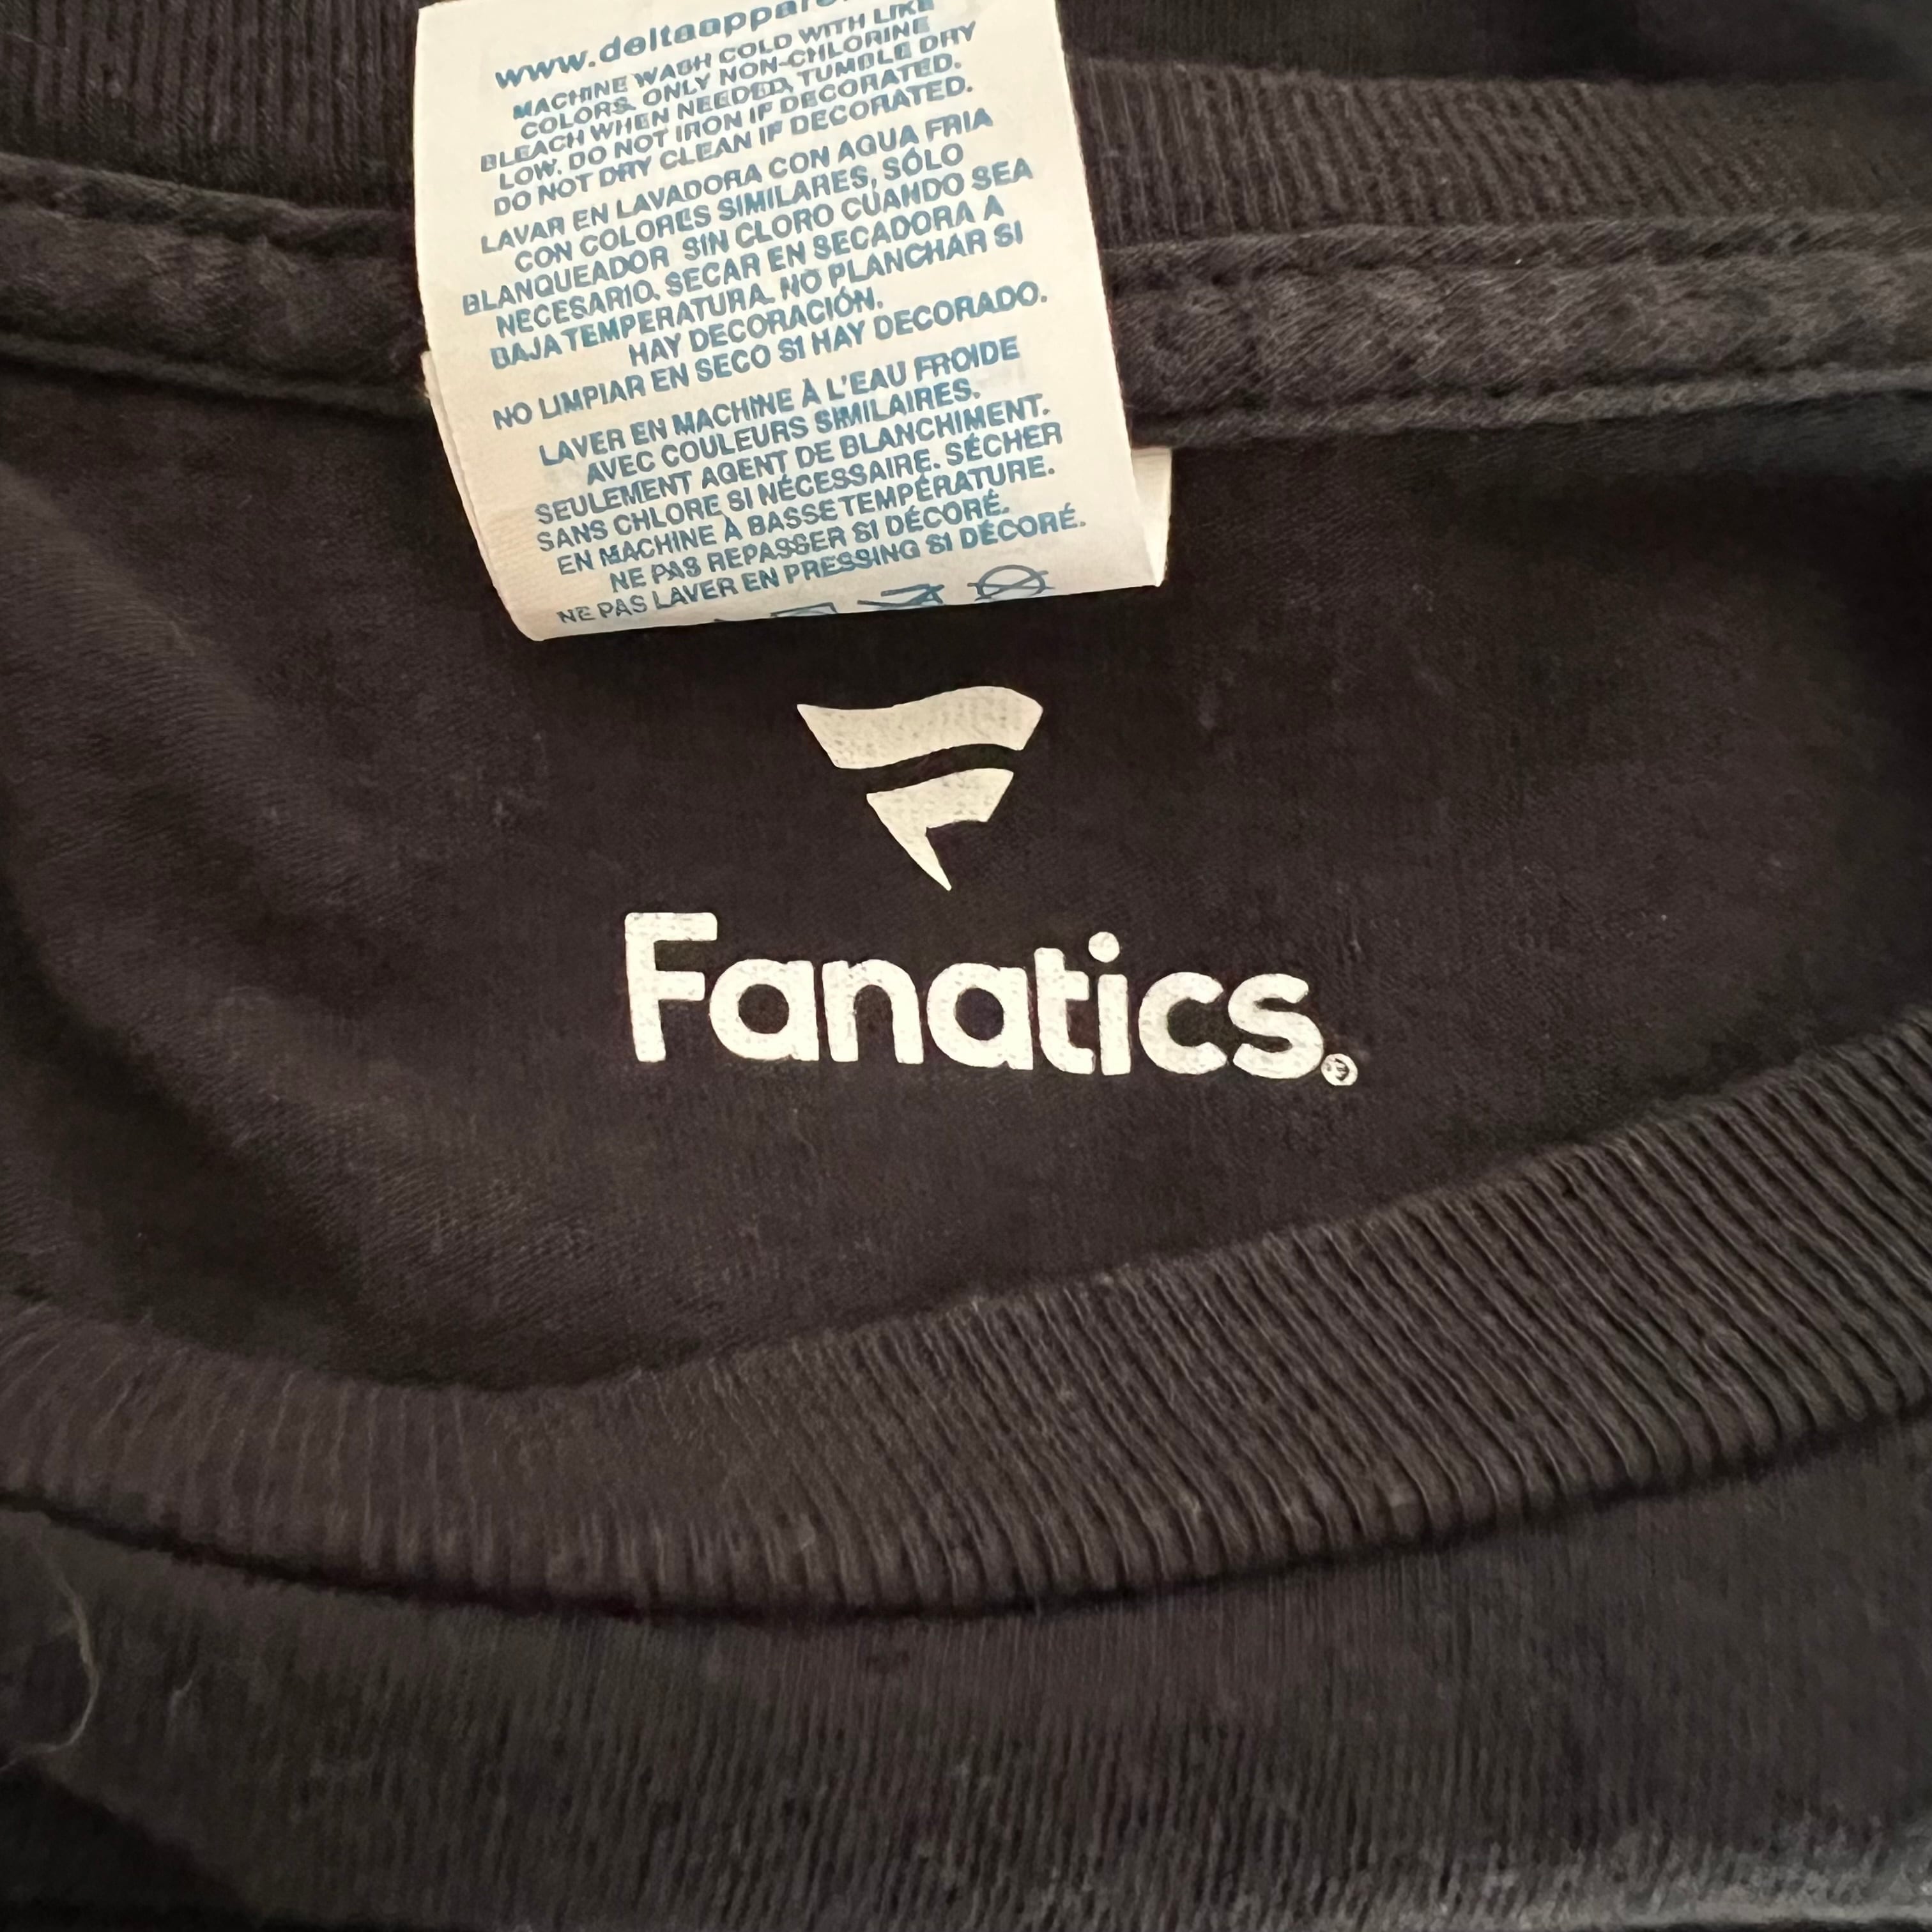 www.deltaappar
MACHINE WASH COLD WITH LIKE
COLORS. ONLY NON-CHLORINE
BLEACH WHEN NEEDED, TUMBLE DRY
LOW. DO NOT IRON IF DECORATED.
DO NOT DRY CLEAN IF DECORATED.
LAVAR EN LAVADORA CON AGUA FRIA
CON COLORES SIMILARES, SÓLO
BLANQUEADOR SIN CLORO CUANDO SEA
NECESARIO. SECAR EN SECADORA A
BAJA TEMPERATURA. NO PLANCHAR SI
HAY DECORACIÓN.
NO LIMPIAR EN SECO SI HAY DECORADO.
LAVER EN MACHINE À L'EAU FROIDE
AVEC COULEURS SIMILAIRES.
SEULEMENT AGENT DE BLANCHIMENT.
SANS CHLORE SI NÉCESSAIRE. SÉCHER
EN MACHINE À BASSE TEMPÉRATURE.
NE PAS REPASSER SI DÉCORÉ.
NE PAS LAVER EN PRESSING SI DÉCORÉ.
Fanatics®